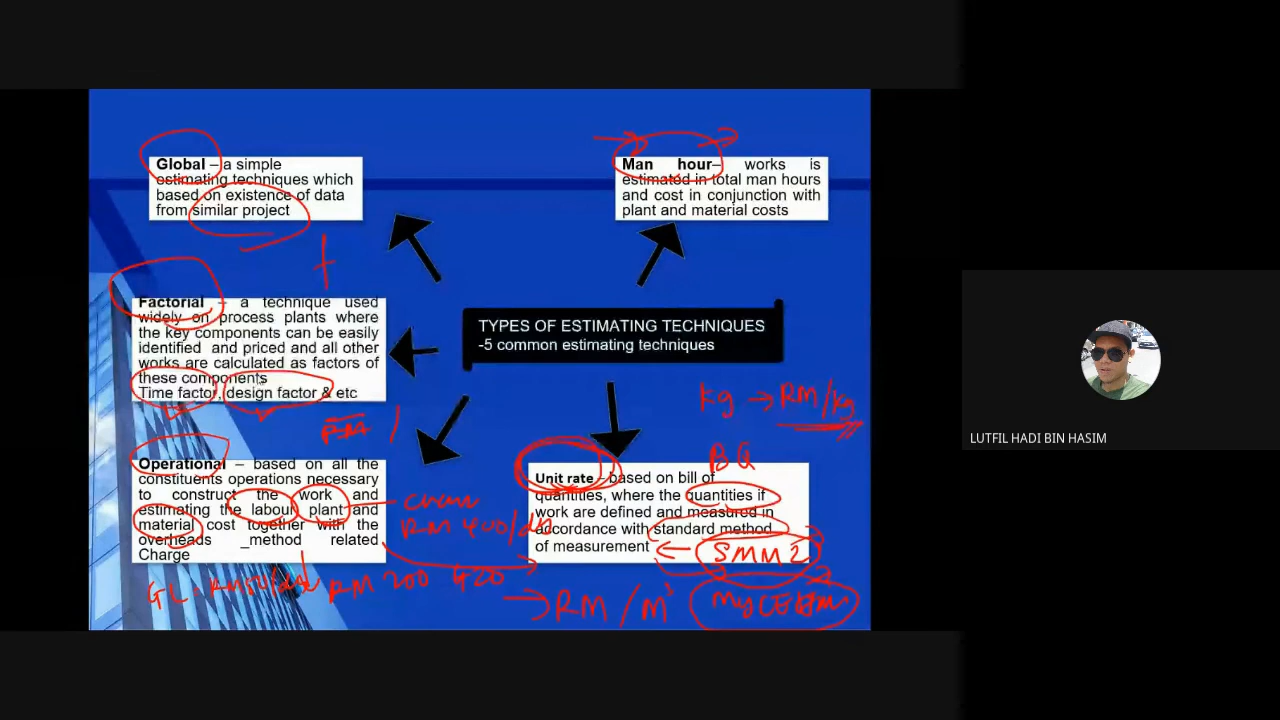 Global – a simple
estimating techniques which
based on existence of data
from similar project
Man hour– works is
estimated in total man hours
and cost in conjunction with
plant and material costs
Factorial – a technique used
widely on process plants where
the key components can be easily
identified and priced and all other
works are calculated as factors of
these components
Time factor, design factor & etc
TYPES OF ESTIMATING TECHNIQUES
-5 common estimating techniques
kg → RM/kg
Operational – based on all the
constituents operations necessary
to construct the work and
estimating the labour plant and
material cost together with the
overheads _method related
Charge
RM 400/
GL
RM 200 420
BQ
Unit rate – based on bill of
quantities, where the quantities if
work are defined and measured in
accordance with standard method
of measurement
SMM2
→ RM/m³
LUTFIL HADI BIN HASIM